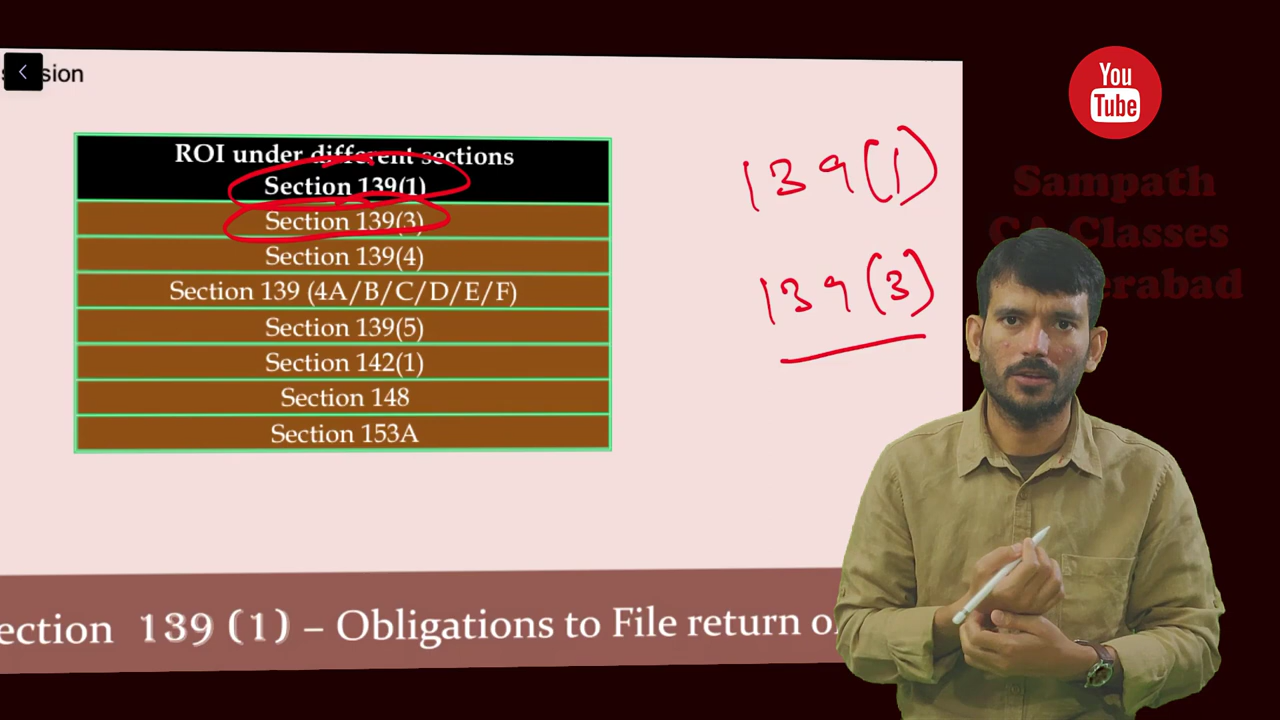 sion
ROI under different sections
Section 139(1)
Section 139(3)
Section 139(4)
Section 139 (4A/B/C/D/E/F)
Section 139(5)
Section 142(1)
Section 148
Section 153A
139(1)
139(3)
You
Tube
Sampath
CA Classes
erabad
ection 139 (1) – Obligations to File return o